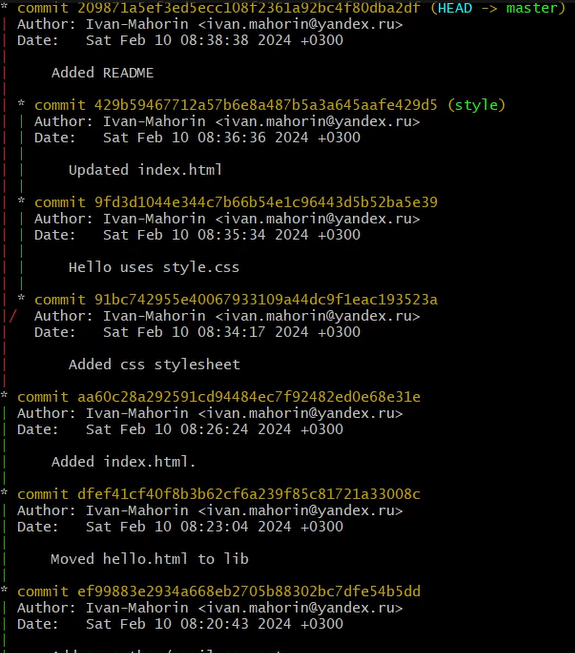 * commit 209871a5ef3ed5ecc108f2361a92bc4f80dba2df (HEAD -> master)
| Author: Ivan-Mahorin <ivan.mahorin@yandex.ru>
| Date:   Sat Feb 10 08:38:38 2024 +0300
|
|     Added README
|
| * commit 429b59467712a57b6e8a487b5a3a645aafe429d5 (style)
| | Author: Ivan-Mahorin <ivan.mahorin@yandex.ru>
| | Date:   Sat Feb 10 08:36:36 2024 +0300
| |
| |     Updated index.html
| |
| * commit 9fd3d1044e344c7b66b54e1c96443d5b52ba5e39
| | Author: Ivan-Mahorin <ivan.mahorin@yandex.ru>
| | Date:   Sat Feb 10 08:35:34 2024 +0300
| |
| |     Hello uses style.css
| |
| * commit 91bc742955e40067933109a44dc9f1eac193523a
|/  Author: Ivan-Mahorin <ivan.mahorin@yandex.ru>
|   Date:   Sat Feb 10 08:34:17 2024 +0300
|
|       Added css stylesheet
|
* commit aa60c28a292591cd94484ec7f92482ed0e68e31e
| Author: Ivan-Mahorin <ivan.mahorin@yandex.ru>
| Date:   Sat Feb 10 08:26:24 2024 +0300
|
|     Added index.html.
|
* commit dfef41cf40f8b3b62cf6a239f85c81721a33008c
| Author: Ivan-Mahorin <ivan.mahorin@yandex.ru>
| Date:   Sat Feb 10 08:23:04 2024 +0300
|
|     Moved hello.html to lib
|
* commit ef99883e2934a668eb2705b88302bc7dfe54b5dd
| Author: Ivan-Mahorin <ivan.mahorin@yandex.ru>
| Date:   Sat Feb 10 08:20:43 2024 +0300
|